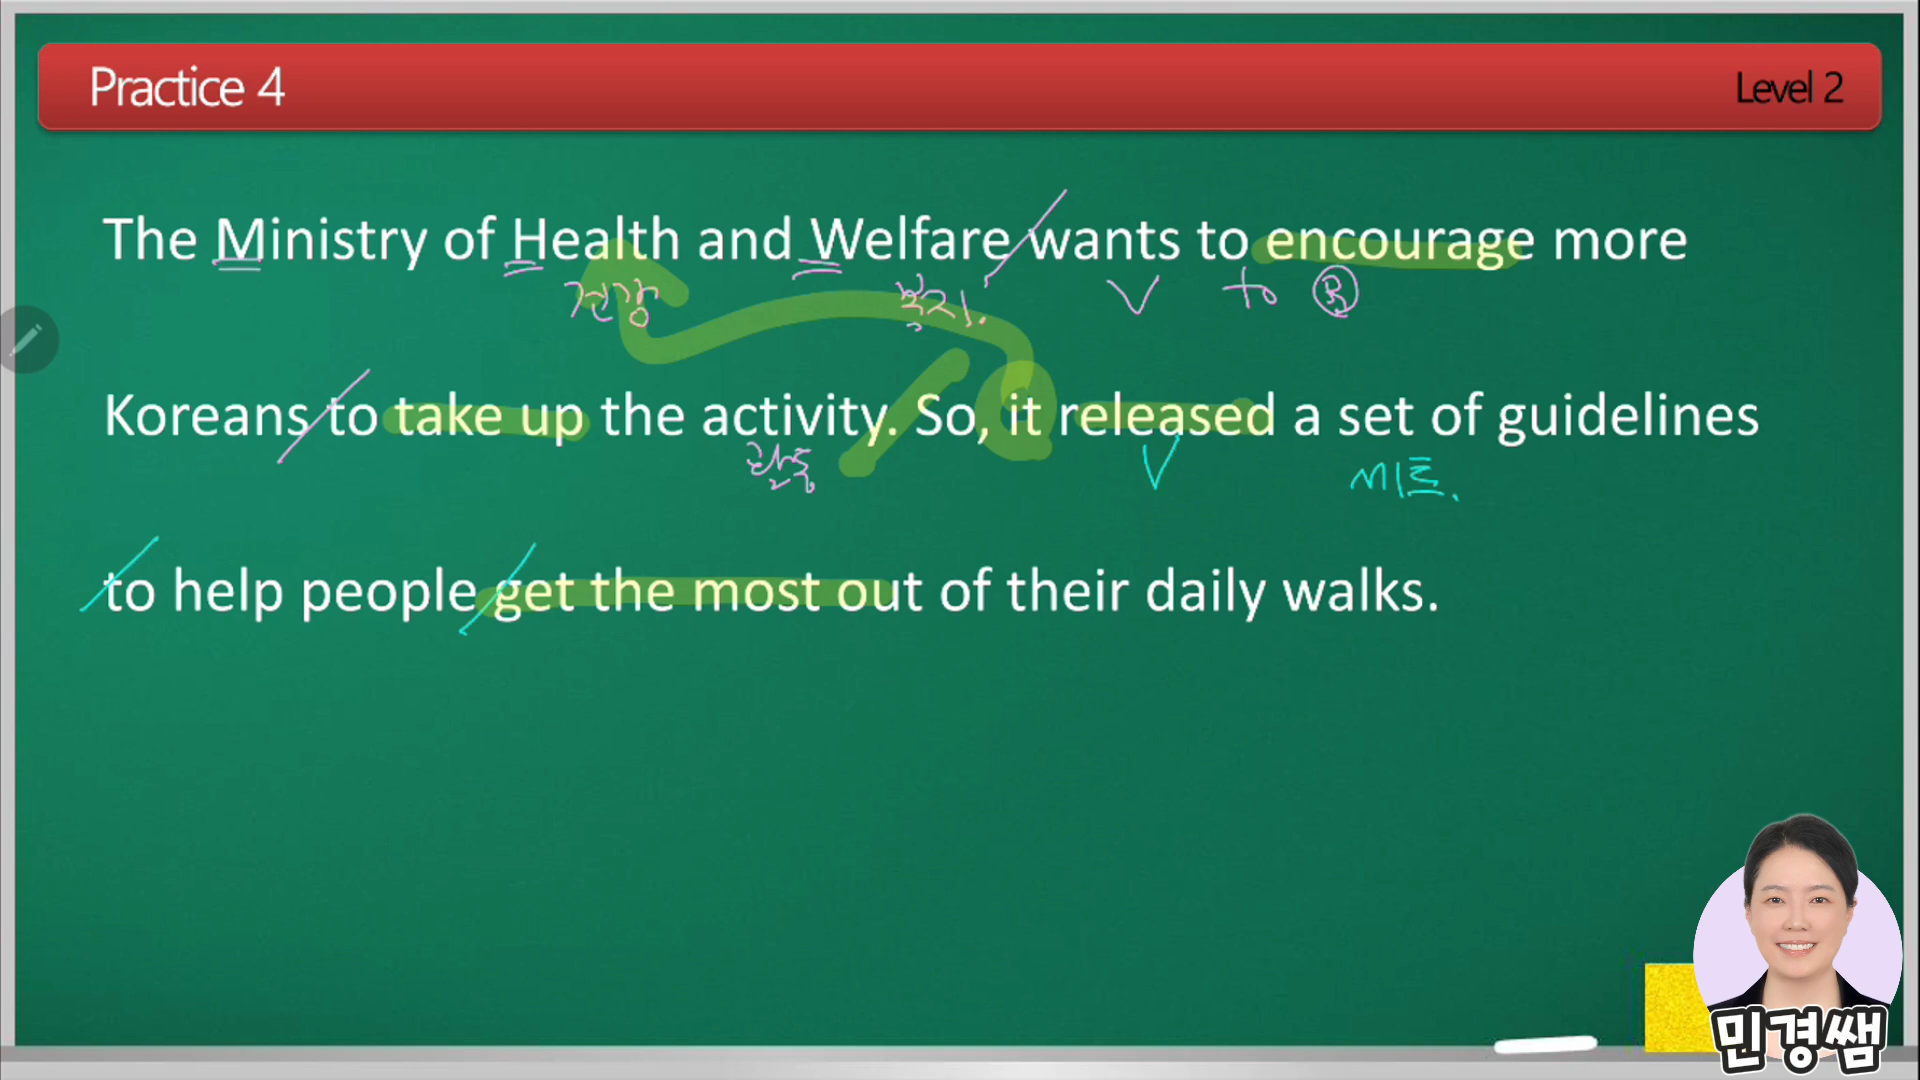 Practice 4
Level 2
The Ministry of Health and Welfare wants to encourage more
건강 복지. V to R
Koreans to take up the activity. So, it released a set of guidelines
활동 V 세트.
to help people get the most out of their daily walks.
민경쌤